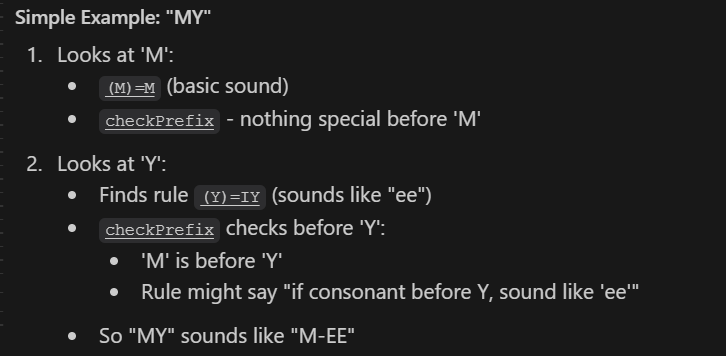 Simple Example: "MY"
1. Looks at 'M':
• (M)=M (basic sound)
• checkPrefix - nothing special before 'M'
2. Looks at 'Y':
• Finds rule (Y)=IY (sounds like "ee")
• checkPrefix checks before 'Y':
• 'M' is before 'Y'
• Rule might say "if consonant before Y, sound like 'ee'"
• So "MY" sounds like "M-EE"